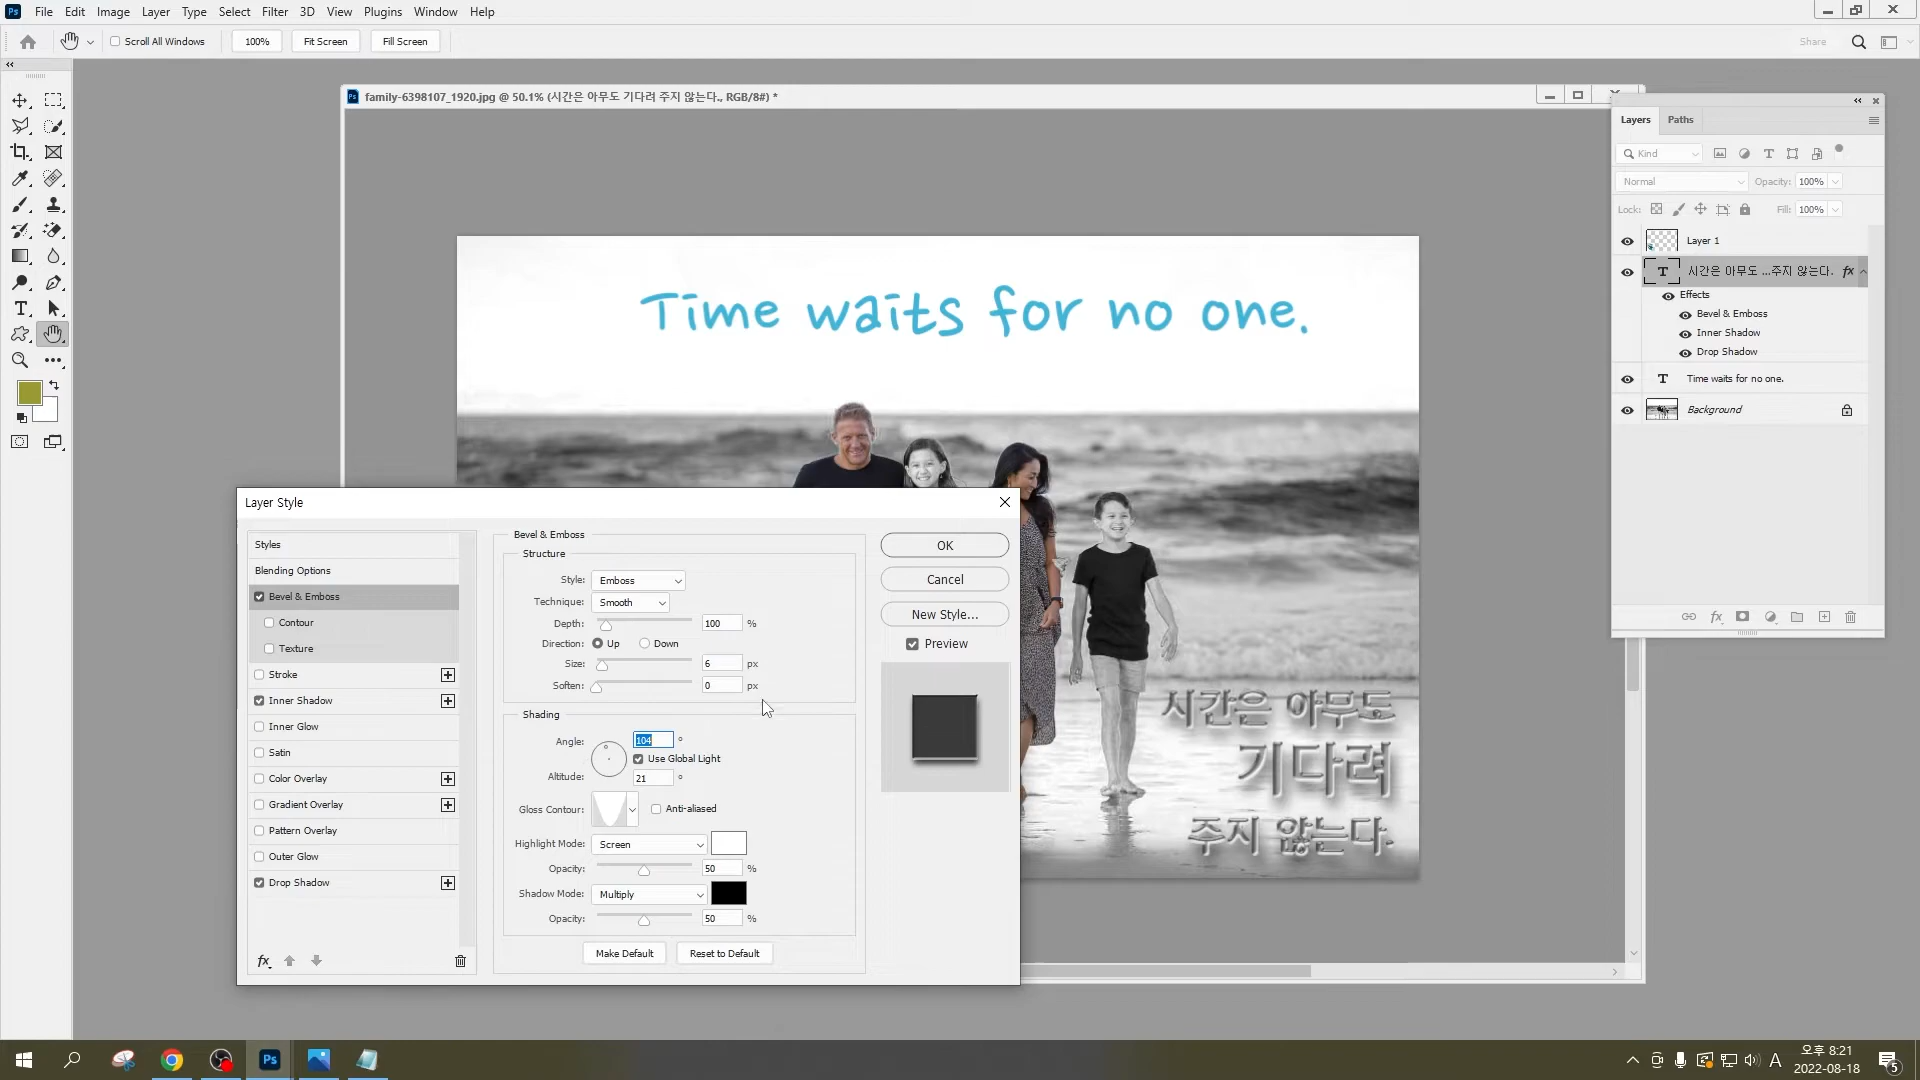 Ps File Edit Image Layer Type Select Filter 3D View Plugins Window Help
Scroll All Windows 100% Fit Screen Fill Screen Share
Ps family-6398107_1920.jpg @ 50.1% (시간은 아무도 기다려 주지 않는다., RGB/8#) *
Time waits for no one.
시간은 아무도
기다려
주지 않는다.
Layers Paths
Kind
Normal Opacity: 100%
Lock: Fill: 100%
Layer 1
T 시간은 아무도 ...주지 않는다. fx
Effects
Bevel & Emboss
Inner Shadow
Drop Shadow
T Time waits for no one.
Background
fx
Layer Style
Styles
Blending Options
Bevel & Emboss
Contour
Texture
Stroke
Inner Shadow
Inner Glow
Satin
Color Overlay
Gradient Overlay
Pattern Overlay
Outer Glow
Drop Shadow
fx
Bevel & Emboss
Structure
Style: Emboss
Technique: Smooth
Depth: 100 %
Direction: Up Down
Size: 6 px
Soften: 0 px
Shading
Angle: 104 °
Use Global Light
Altitude: 21 °
Gloss Contour: Anti-aliased
Highlight Mode: Screen
Opacity: 50 %
Shadow Mode: Multiply
Opacity: 50 %
Make Default Reset to Default
OK
Cancel
New Style...
Preview
Ps
A
오후 8:21
2022-08-18
5